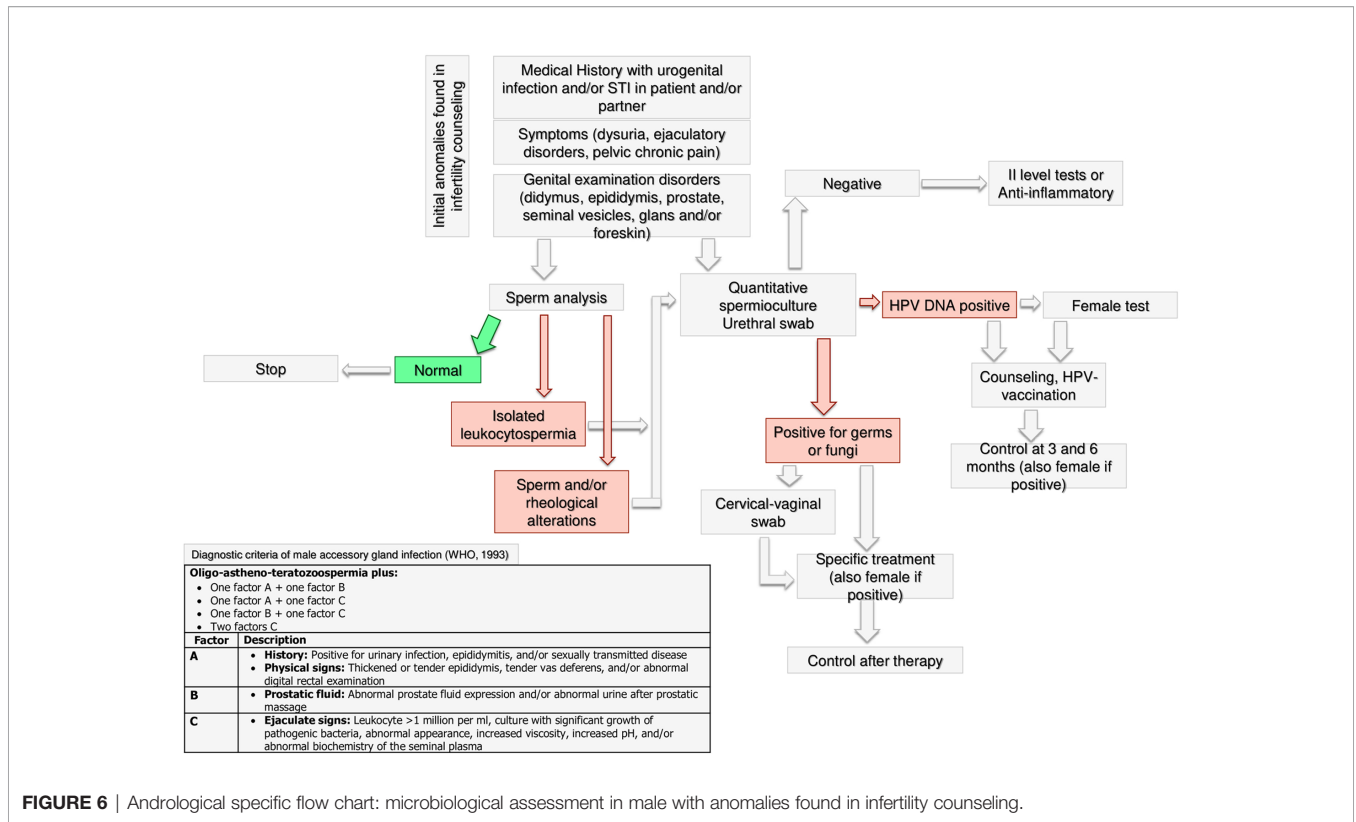 Initial anomalies found in
infertility counseling
Medical History with urogenital
infection and/or STI in patient and/or
partner
Symptoms (dysuria, ejaculatory
disorders, pelvic chronic pain)
Genital examination disorders
(didymus, epididymis, prostate,
seminal vesicles, glans and/or
foreskin)
Negative
II level tests or
Anti-inflammatory
Sperm analysis
Quantitative
spermioculture
Urethral swab
HPV DNA positive
Female test
Stop
Normal
Counseling, HPV-
vaccination
Isolated
leukocytospermia
Positive for germs
or fungi
Control at 3 and 6
months (also female if
positive)
Sperm and/or
rheological
alterations
Cervical-vaginal
swab
Specific treatment
(also female if
positive)
Control after therapy
Diagnostic criteria of male accessory gland infection (WHO, 1993)
Oligo-astheno-teratozoospermia plus:
• One factor A + one factor B
• One factor A + one factor C
• One factor B + one factor C
• Two factors C
Factor Description
A • History: Positive for urinary infection, epididymitis, and/or sexually transmitted disease
• Physical signs: Thickened or tender epididymis, tender vas deferens, and/or abnormal
digital rectal examination
B • Prostatic fluid: Abnormal prostate fluid expression and/or abnormal urine after prostatic
massage
C • Ejaculate signs: Leukocyte >1 million per ml, culture with significant growth of
pathogenic bacteria, abnormal appearance, increased viscosity, increased pH, and/or
abnormal biochemistry of the seminal plasma
FIGURE 6 | Andrological specific flow chart: microbiological assessment in male with anomalies found in infertility counseling.